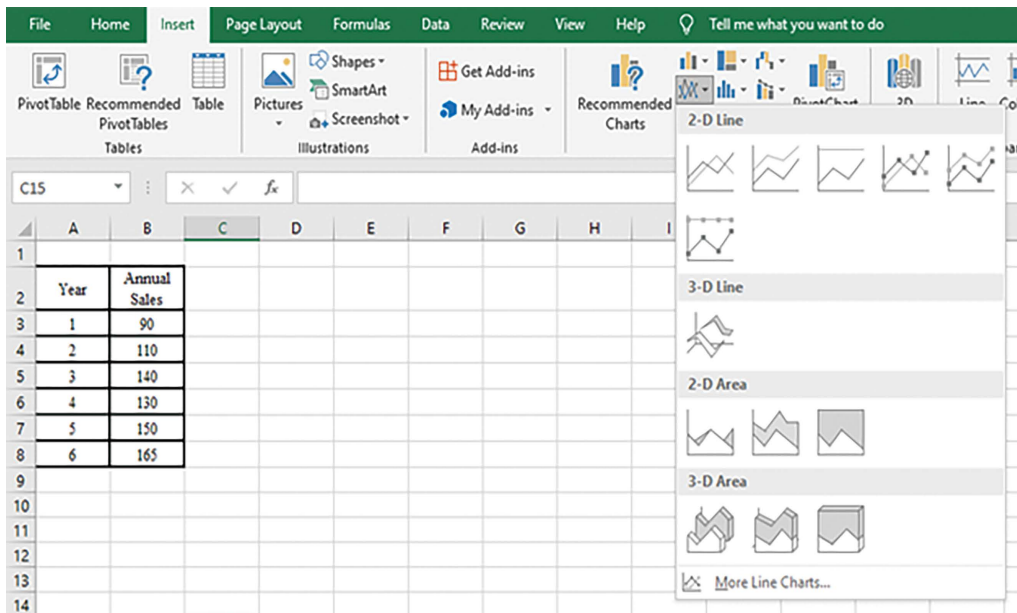 File Home Insert Page Layout Formulas Data Review View Help Tell me what you want to do
PivotTable Recommended PivotTables Table
Tables
Pictures Shapes SmartArt Screenshot
Illustrations
Get Add-ins
My Add-ins
Add-ins
Recommended Charts
PivotChart
3D
Line
C15 fx
A B C D E F G H I
1
2 Year Annual Sales
3 1 90
4 2 110
5 3 140
6 4 130
7 5 150
8 6 165
9
10
11
12
13
14
2-D Line
3-D Line
2-D Area
3-D Area
More Line Charts...